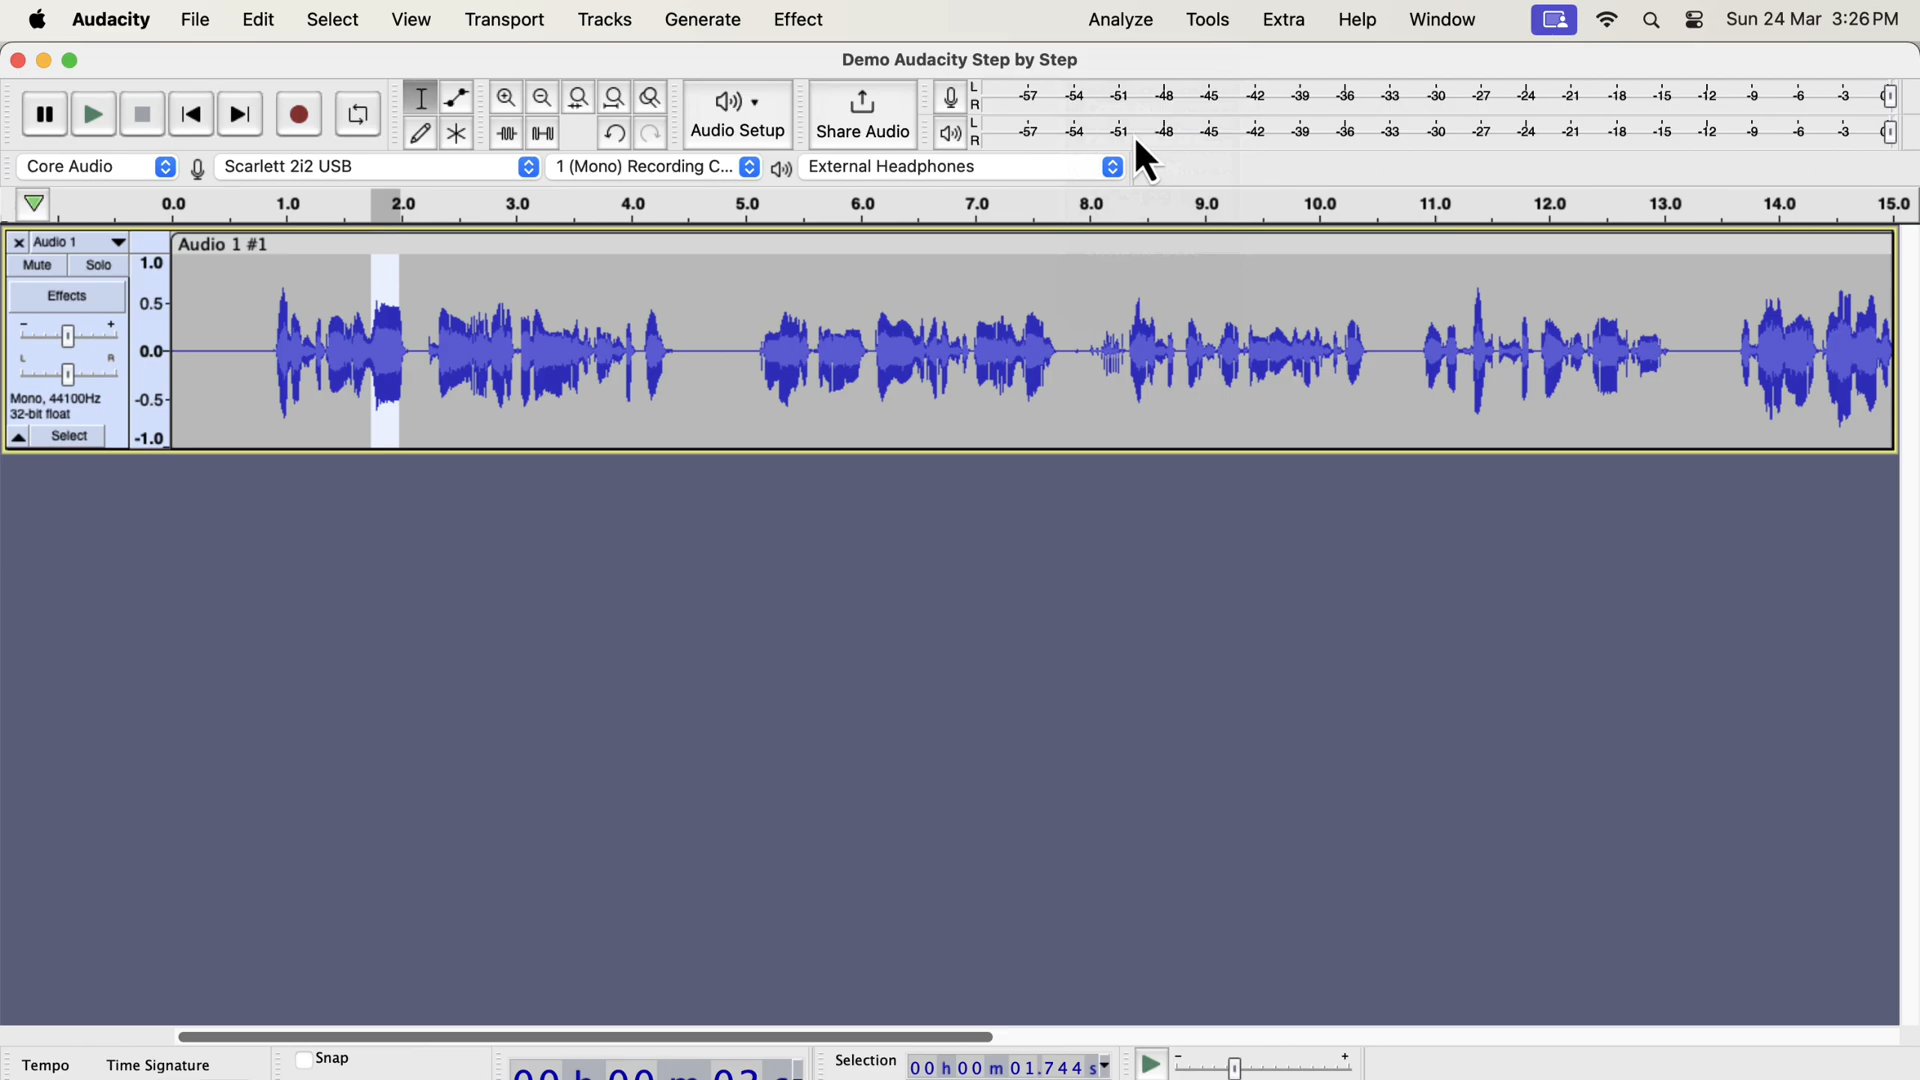 Audacity File Edit Select View Transport Tracks Generate Effect Analyze Tools Extra Help Window Sun 24 Mar 3:26 PM
Demo Audacity Step by Step
L -57 -54 -51 -48 -45 -42 -39 -36 -33 -30 -27 -24 -21 -18 -15 -12 -9 -6 -3
R
Audio Setup Share Audio
L -57 -54 -51 -48 -45 -42 -39 -36 -33 -30 -27 -24 -21 -18 -15 -12 -9 -6 -3
R
Core Audio Scarlett 2i2 USB 1 (Mono) Recording C... External Headphones
0.0 1.0 2.0 3.0 4.0 5.0 6.0 7.0 8.0 9.0 10.0 11.0 12.0 13.0 14.0 15.0
Audio 1 Audio 1 #1
Mute Solo 1.0
Effects 0.5
- +
L R 0.0
Mono, 44100Hz -0.5
32-bit float
Select -1.0
Tempo Time Signature Snap Selection 00 h 00 m 01.744 s - +